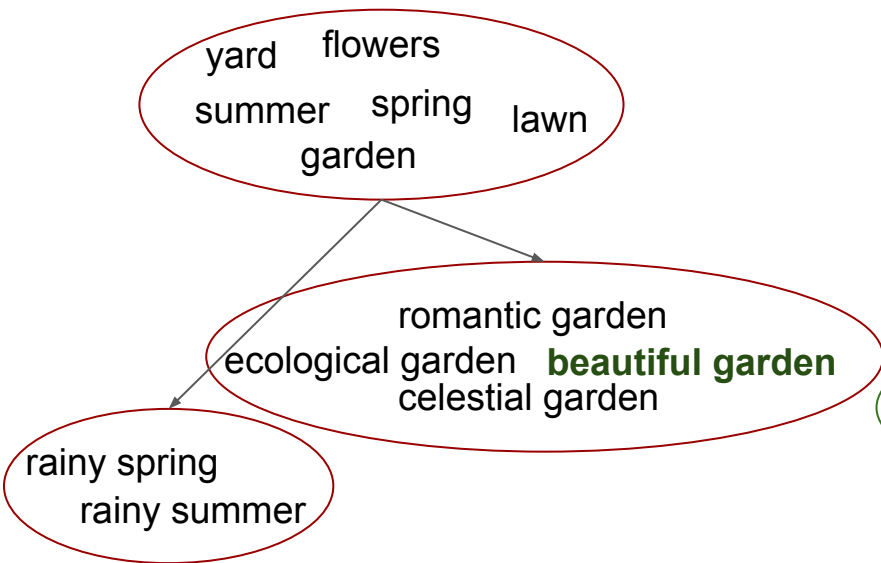 yard flowers
summer spring lawn
garden
romantic garden
ecological garden beautiful garden
celestial garden
rainy spring
rainy summer